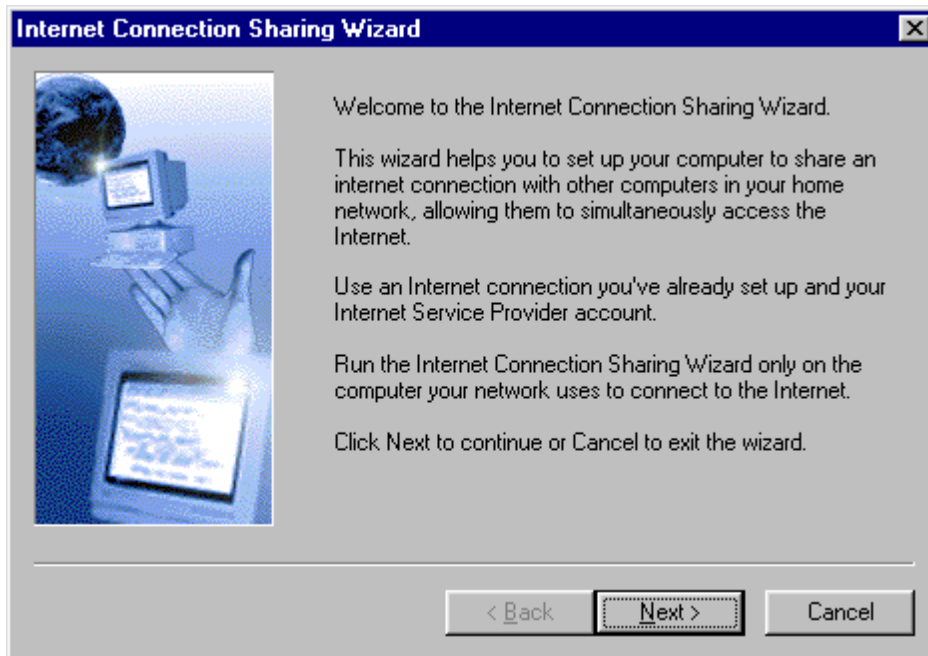 Internet Connection Sharing Wizard
Welcome to the Internet Connection Sharing Wizard.
This wizard helps you to set up your computer to share an
internet connection with other computers in your home
network, allowing them to simultaneously access the
Internet.
Use an Internet connection you've already set up and your
Internet Service Provider account.
Run the Internet Connection Sharing Wizard only on the
computer your network uses to connect to the Internet.
Click Next to continue or Cancel to exit the wizard.
< Back
Next >
Cancel